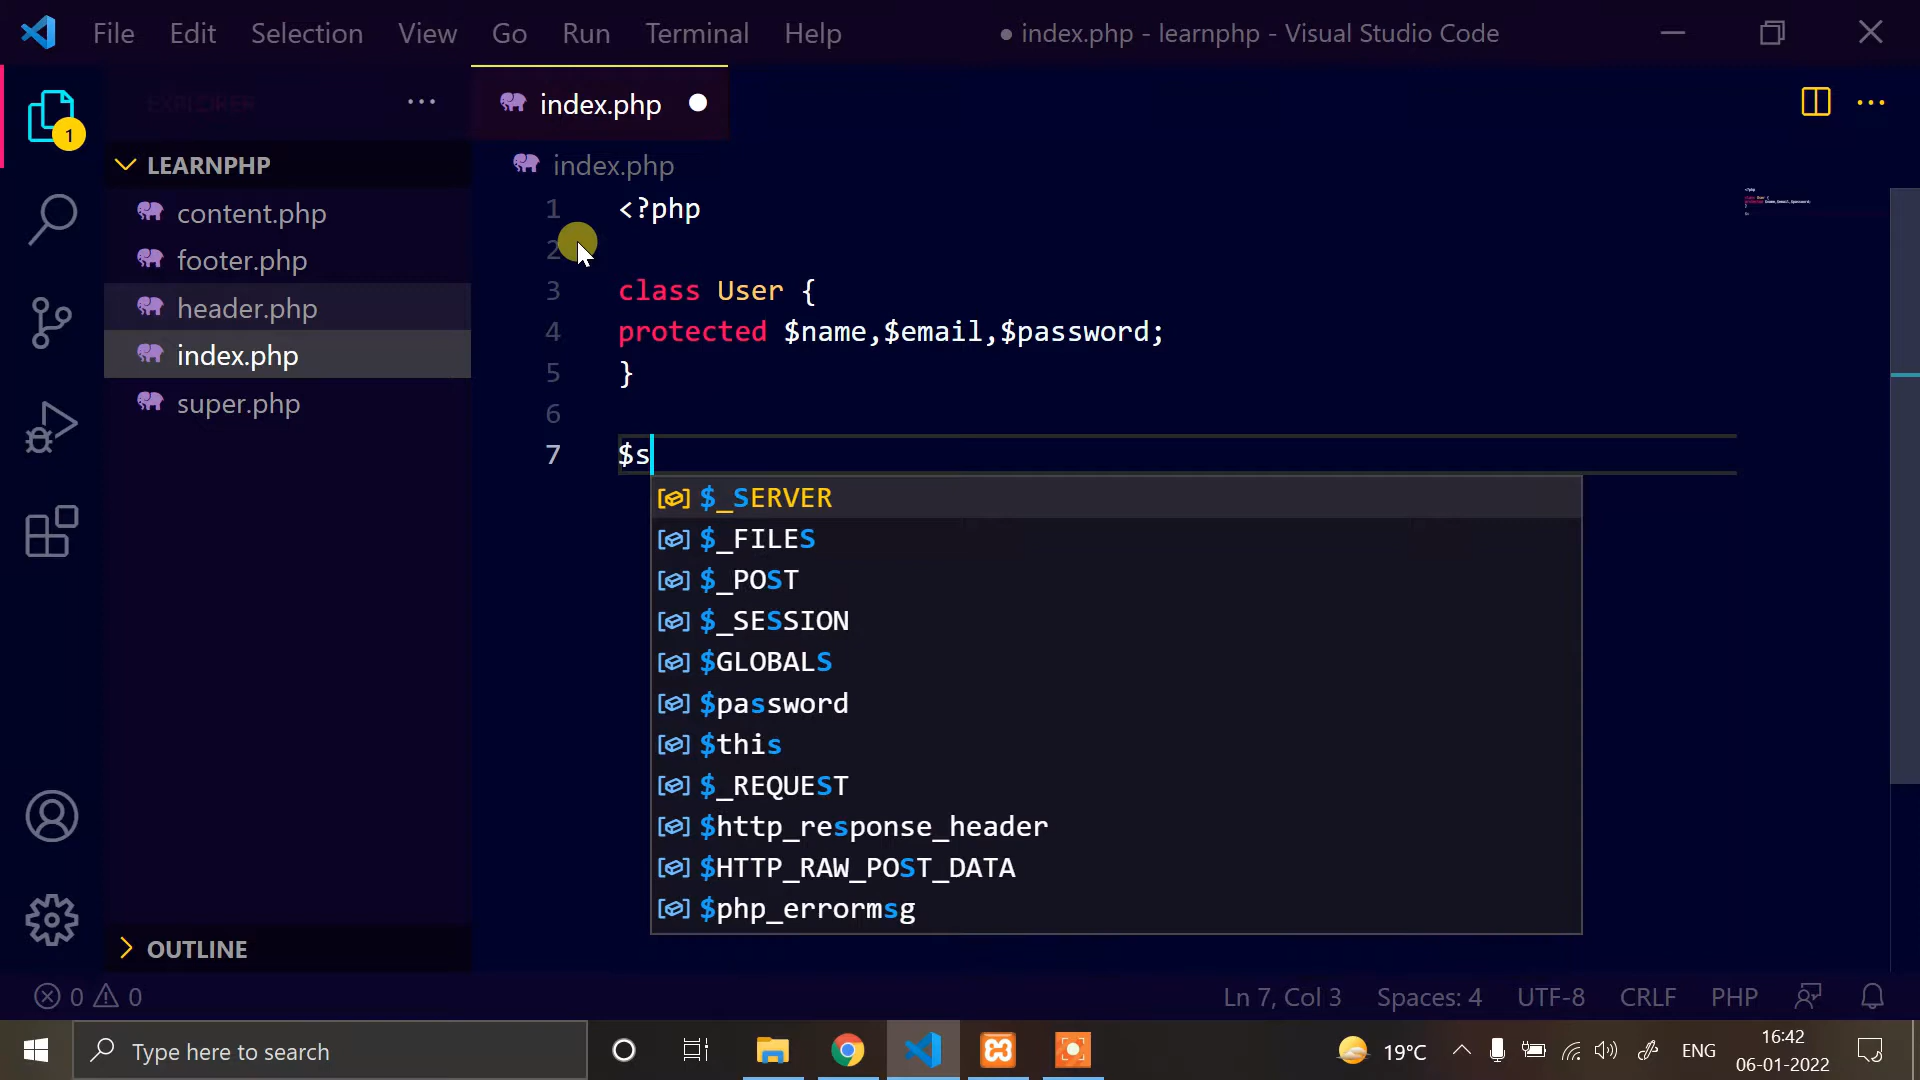 File Edit Selection View Go Run Terminal Help ● index.php - learnphp - Visual Studio Code
EXPLORER ...
index.php
1
LEARNPHP
index.php
content.php
footer.php
header.php
index.php
super.php
1 <?php
2
3 class User {
4 protected $name,$email,$password;
5 }
6
7 $s
$_SERVER
$_FILES
$_POST
$_SESSION
$GLOBALS
$password
$this
$_REQUEST
$http_response_header
$HTTP_RAW_POST_DATA
$php_errormsg
OUTLINE
0 0 Ln 7, Col 3 Spaces: 4 UTF-8 CRLF PHP
Type here to search 19°C ENG 16:42
06-01-2022